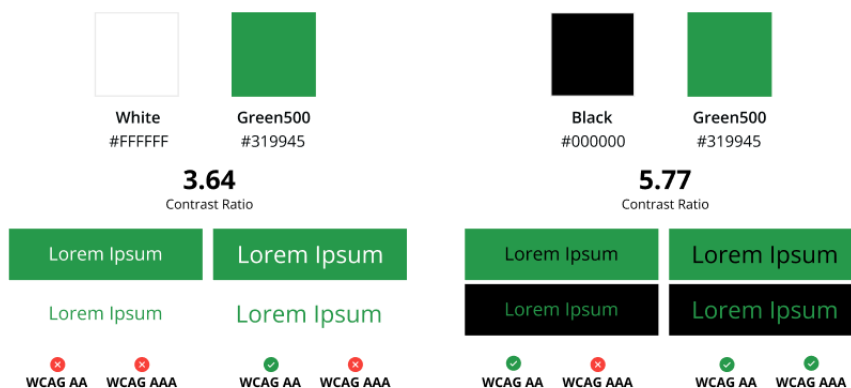 White
#FFFFFF
Green500
#319945
3.64
Contrast Ratio
Lorem Ipsum
Lorem Ipsum
Lorem Ipsum
Lorem Ipsum
WCAG AA
WCAG AAA
WCAG AA
WCAG AAA
Black
#000000
Green500
#319945
5.77
Contrast Ratio
Lorem Ipsum
Lorem Ipsum
Lorem Ipsum
Lorem Ipsum
WCAG AA
WCAG AAA
WCAG AA
WCAG AAA